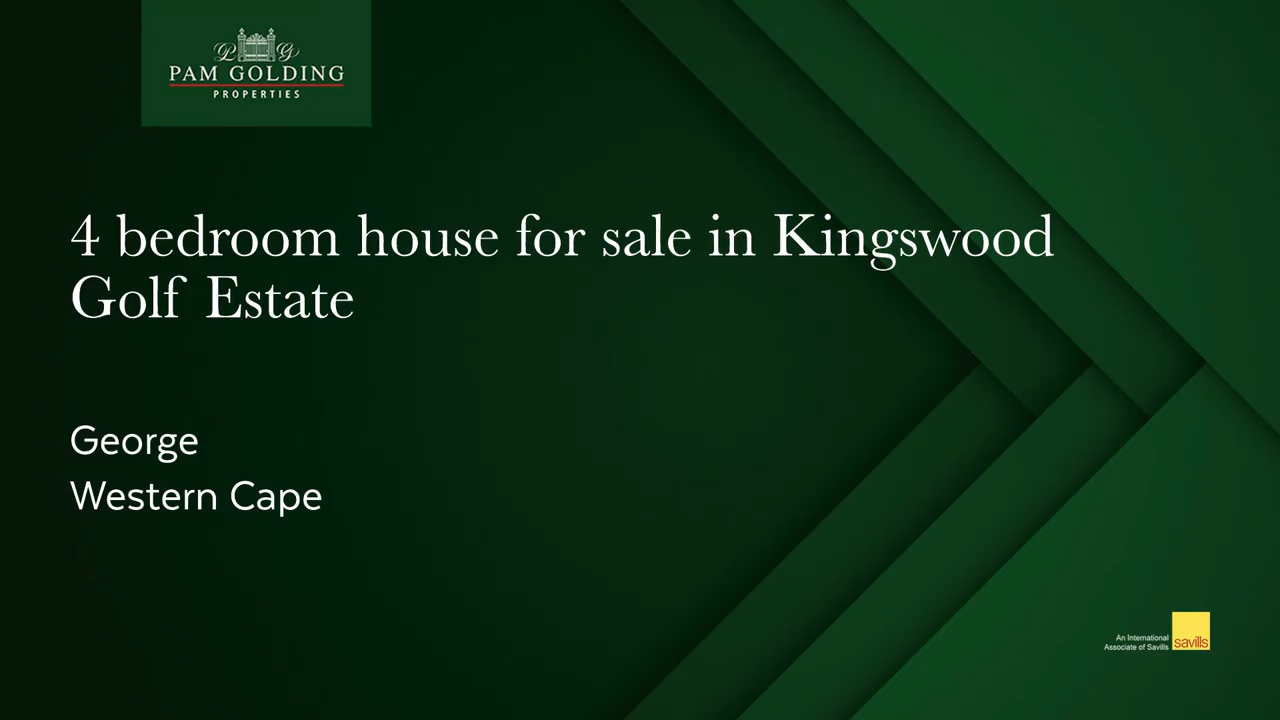 P G
PAM GOLDING
PROPERTIES
4 bedroom house for sale in Kingswood
Golf Estate
George
Western Cape
An International
Associate of Savills
savills